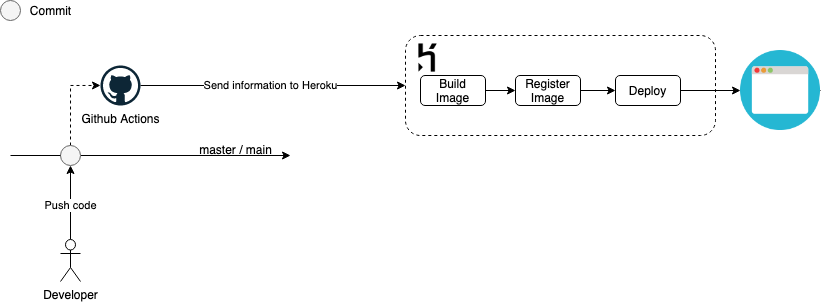 Commit
Github Actions
Send information to Heroku
Build
Image
Register
Image
Deploy
master / main
Push code
Developer